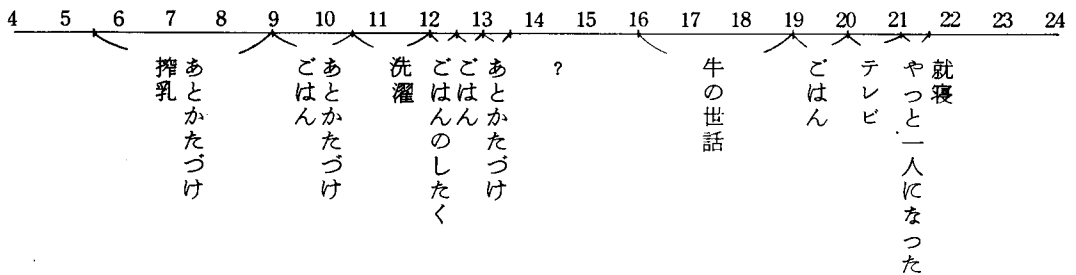 4 5 6 7 8 9 10 11 12 13 14 15 16 17 18 19 20 21 22 23 24
搾乳
あとかたづけ
ごはん
あとかたづけ
洗濯
ごはんのしたく
ごはん
あとかたづけ
?
牛の世話
ごはん
テレビ
やっと一人になった
就寝